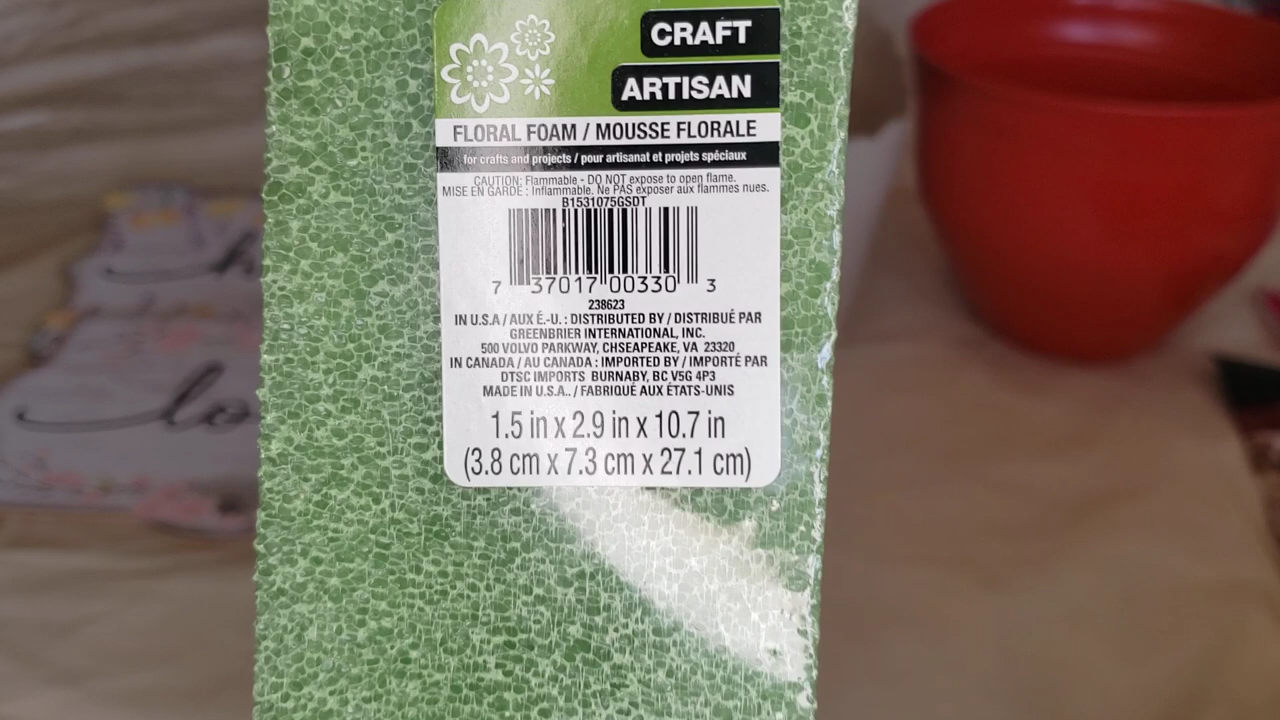 CRAFT
ARTISAN
FLORAL FOAM / MOUSSE FLORALE
for crafts and projects / pour artisanat et projets spéciaux
CAUTION: Flammable - DO NOT expose to open flame.
MISE EN GARDE : Inflammable. Ne PAS exposer aux flammes nues.
B1531075GSDT
7 37017 00330 3
238623
IN U.S.A / AUX É.-U. : DISTRIBUTED BY / DISTRIBUÉ PAR
GREENBRIER INTERNATIONAL, INC.
500 VOLVO PARKWAY, CHSEAPEAKE, VA 23320
IN CANADA / AU CANADA : IMPORTED BY / IMPORTÉ PAR
DTSC IMPORTS BURNABY, BC V5G 4P3
MADE IN U.S.A.. / FABRIQUÉ AUX ÉTATS-UNIS
1.5 in x 2.9 in x 10.7 in
(3.8 cm x 7.3 cm x 27.1 cm)